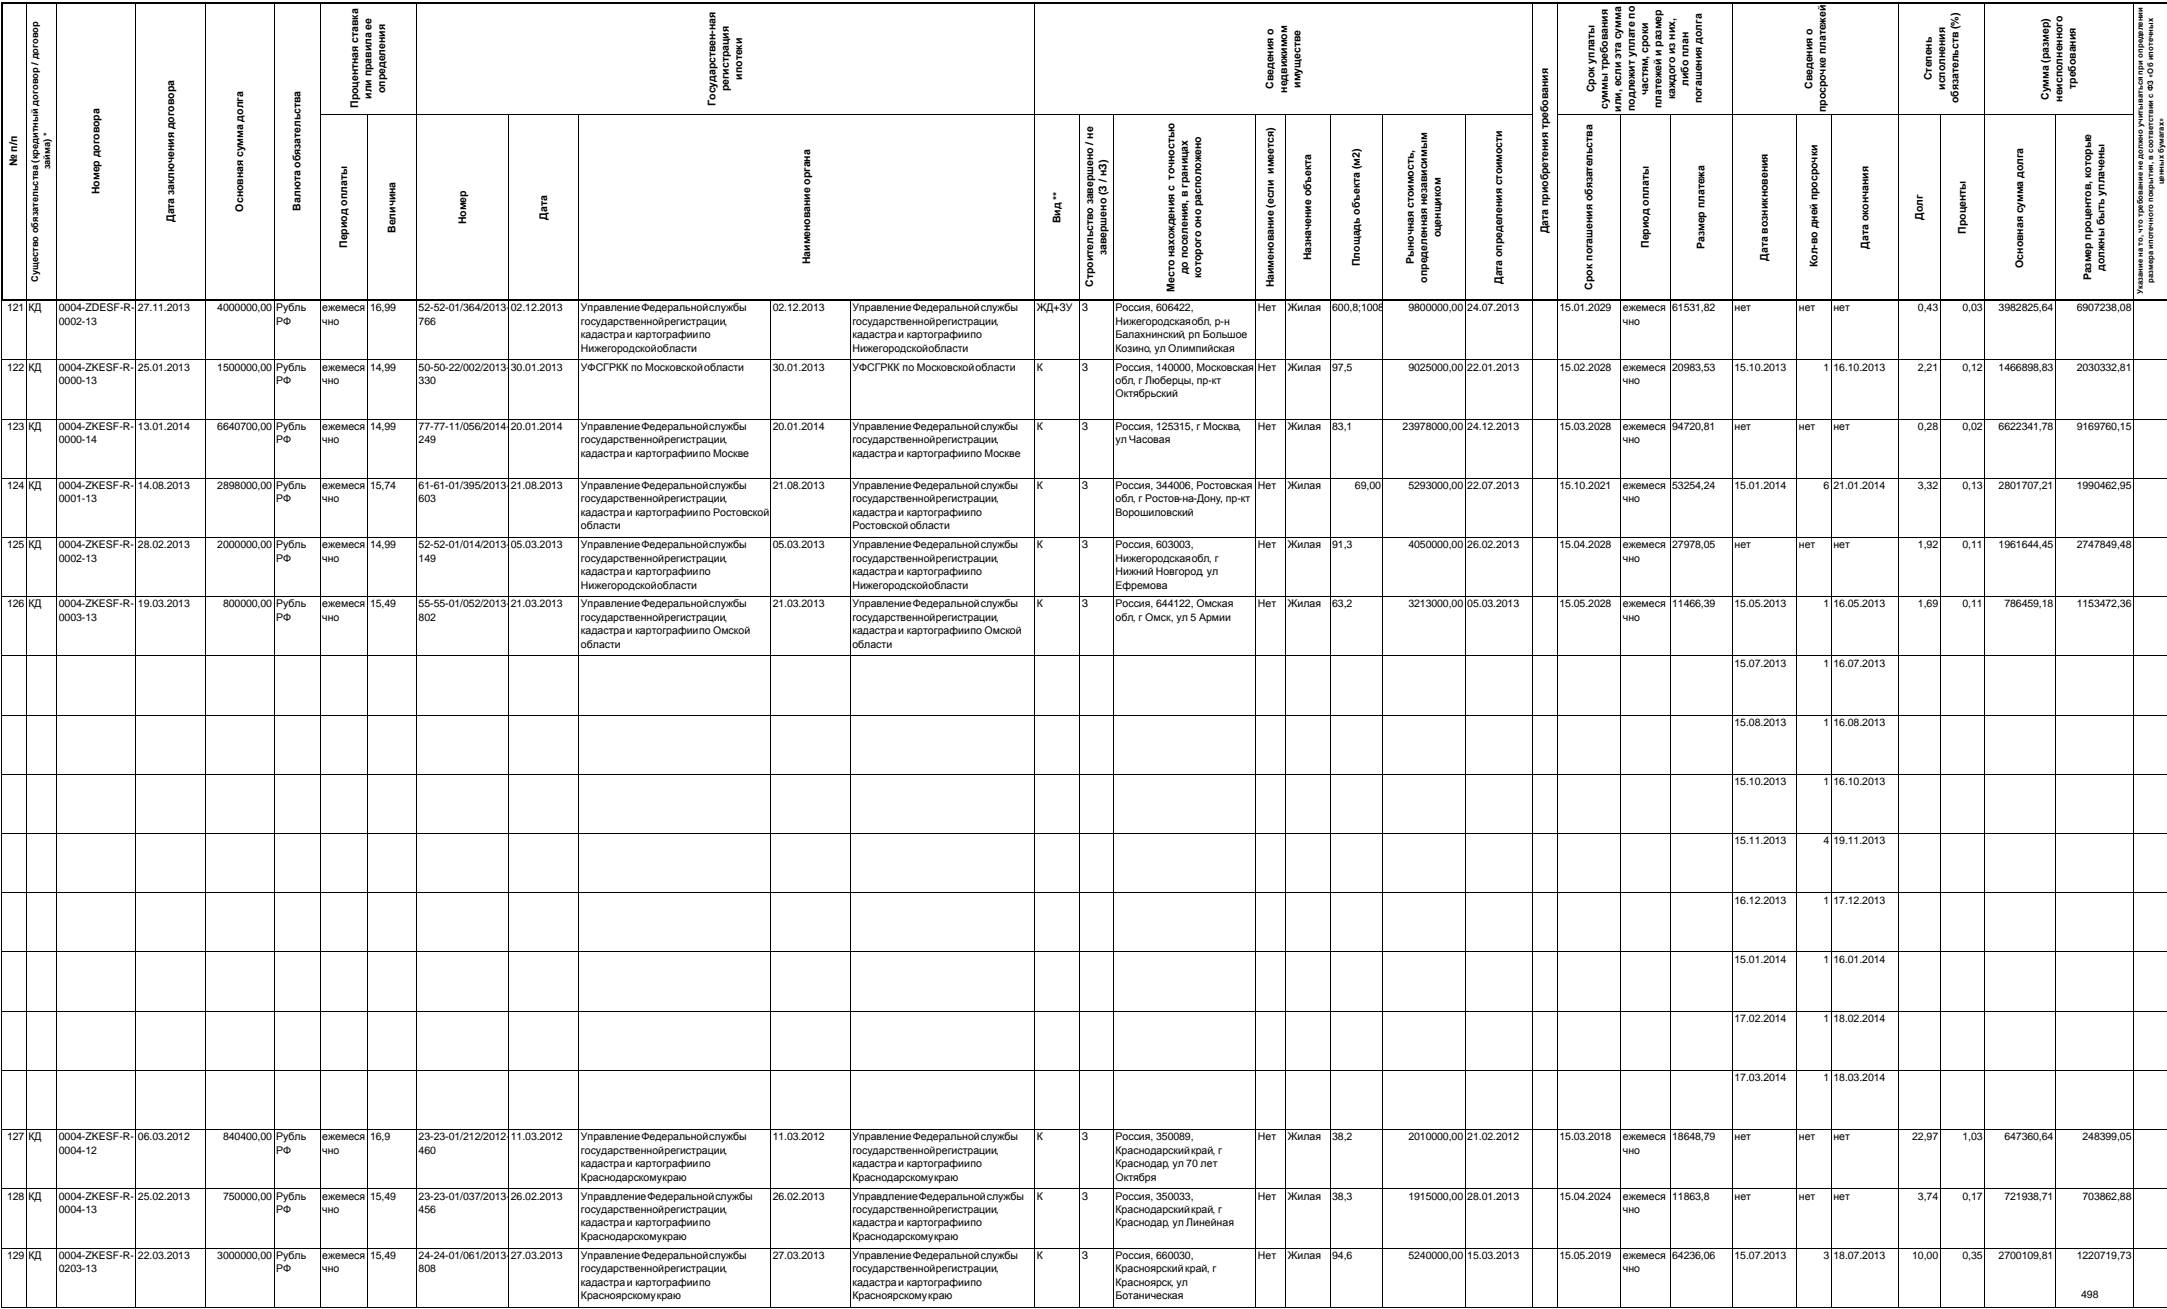 № п/п
Существо обязательства (кредитный договор / договор займа) *
Номер договора
Дата заключения договора
Основная сумма долга
Валюта обязательства
Процентная ставка или правила ее определения
Период оплаты
Величина
Государствен-ная регистрация ипотеки
Номер
Дата
Наименование органа
Сведения о недвижимом имуществе
Вид **
Строительство завершено / не завершено (З / нЗ)
Место нахождения с точностью до поселения, в границах которого оно расположено
Наименование (если имеется)
Назначение объекта
Площадь объекта (м2)
Рыночная стоимость, определенная независимым оценщиком
Дата определения стоимости
Дата приобретения требования
Срок уплаты суммы требования или, если эта сумма подлежит уплате по частям, сроки платежей и размер каждого из них, либо план погашения долга
Срок погашения обязательства
Период оплаты
Размер платежа
Сведения о просрочке платежей
Дата возникновения
Кол-во дней просрочки
Дата окончания
Степень исполнения обязательств (%)
Долг
Проценты
Сумма (размер) неисполненного требования
Основная сумма долга
Размер процентов, которые должны быть уплачены
Указание на то, что требование не должно учитываться при определении размера ипотечного покрытия, в соответствии с ФЗ «Об ипотечных ценных бумагах»
121 КД 0004-ZDESF-R-0002-13 27.11.2013 4000000,00 Рубль РФ ежемесячно 16,99 52-52-01/364/2013-766 02.12.2013 Управление Федеральной службы государственной регистрации, кадастра и картографии по Нижегородской области 02.12.2013 Управление Федеральной службы государственной регистрации, кадастра и картографии по Нижегородской области ЖД+ЗУ З Россия, 606422, Нижегородская обл, р-н Балахнинский, рп Большое Козино, ул Олимпийская Нет Жилая 600,8;1008 9800000,00 24.07.2013 15.01.2029 ежемесячно 61531,82 нет нет нет 0,43 0,03 3982825,64 6907238,08
122 КД 0004-ZKESF-R-0000-13 25.01.2013 1500000,00 Рубль РФ ежемесячно 14,99 50-50-22/002/2013-330 30.01.2013 УФСГРКК по Московской области 30.01.2013 УФСГРКК по Московской области К З Россия, 140000, Московская обл, г Люберцы, пр-кт Октябрьский Нет Жилая 97,5 9025000,00 22.01.2013 15.02.2028 ежемесячно 20983,53 15.10.2013 1 16.10.2013 2,21 0,12 1466898,83 2030332,81
123 КД 0004-ZKESF-R-0000-14 13.01.2014 6640700,00 Рубль РФ ежемесячно 14,99 77-77-11/056/2014-249 20.01.2014 Управление Федеральной службы государственной регистрации, кадастра и картографии по Москве 20.01.2014 Управление Федеральной службы государственной регистрации, кадастра и картографии по Москве К З Россия, 125315, г Москва, ул Часовая Нет Жилая 83,1 23978000,00 24.12.2013 15.03.2028 ежемесячно 94720,81 нет нет нет 0,28 0,02 6622341,78 9169760,15
124 КД 0004-ZKESF-R-0001-13 14.08.2013 2898000,00 Рубль РФ ежемесячно 15,74 61-61-01/395/2013-603 21.08.2013 Управление Федеральной службы государственной регистрации, кадастра и картографии по Ростовской области 21.08.2013 Управление Федеральной службы государственной регистрации, кадастра и картографии по Ростовской области К З Россия, 344006, Ростовская обл, г Ростов-на-Дону, пр-кт Ворошиловский Нет Жилая 69,00 5293000,00 22.07.2013 15.10.2021 ежемесячно 53254,24 15.01.2014 6 21.01.2014 3,32 0,13 2801707,21 1990462,95
125 КД 0004-ZKESF-R-0002-13 28.02.2013 2000000,00 Рубль РФ ежемесячно 14,99 52-52-01/014/2013-149 05.03.2013 Управление Федеральной службы государственной регистрации, кадастра и картографии по Нижегородской области 05.03.2013 Управление Федеральной службы государственной регистрации, кадастра и картографии по Нижегородской области К З Россия, 603003, Нижегородская обл, г Нижний Новгород, ул Ефремова Нет Жилая 91,3 4050000,00 26.02.2013 15.04.2028 ежемесячно 27978,05 нет нет нет 1,92 0,11 1961644,45 2747849,48
126 КД 0004-ZKESF-R-0003-13 19.03.2013 800000,00 Рубль РФ ежемесячно 15,49 55-55-01/052/2013-802 21.03.2013 Управление Федеральной службы государственной регистрации, кадастра и картографии по Омской области 21.03.2013 Управление Федеральной службы государственной регистрации, кадастра и картографии по Омской области К З Россия, 644122, Омская обл, г Омск, ул 5 Армии Нет Жилая 63,2 3213000,00 05.03.2013 15.05.2028 ежемесячно 11466,39 15.05.2013 1 16.05.2013 1,69 0,11 786459,18 1153472,36
15.07.2013 1 16.07.2013
15.08.2013 1 16.08.2013
15.10.2013 1 16.10.2013
15.11.2013 4 19.11.2013
16.12.2013 1 17.12.2013
15.01.2014 1 16.01.2014
17.02.2014 1 18.02.2014
17.03.2014 1 18.03.2014
127 КД 0004-ZKESF-R-0004-12 06.03.2012 840400,00 Рубль РФ ежемесячно 16,9 23-23-01/212/2012-460 11.03.2012 Управление Федеральной службы государственной регистрации, кадастра и картографии по Краснодарскому краю 11.03.2012 Управление Федеральной службы государственной регистрации, кадастра и картографии по Краснодарскому краю К З Россия, 350089, Краснодарский край, г Краснодар, ул 70 лет Октября Нет Жилая 38,2 2010000,00 21.02.2012 15.03.2018 ежемесячно 18648,79 нет нет нет 22,97 1,03 647360,64 248399,05
128 КД 0004-ZKESF-R-0004-13 25.02.2013 750000,00 Рубль РФ ежемесячно 15,49 23-23-01/037/2013-456 26.02.2013 Управдление Федеральной службы государственной регистрации, кадастра и картографии по Краснодарскому краю 26.02.2013 Управдление Федеральной службы государственной регистрации, кадастра и картографии по Краснодарскому краю К З Россия, 350033, Краснодарский край, г Краснодар, ул Линейная Нет Жилая 38,3 1915000,00 28.01.2013 15.04.2024 ежемесячно 11863,8 нет нет нет 3,74 0,17 721938,71 703862,88
129 КД 0004-ZKESF-R-0203-13 22.03.2013 3000000,00 Рубль РФ ежемесячно 15,49 24-24-01/061/2013-808 27.03.2013 Управление Федеральной службы государственной регистрации, кадастра и картографии по Красноярскому краю 27.03.2013 Управление Федеральной службы государственной регистрации, кадастра и картографии по Красноярскому краю К З Россия, 660030, Красноярский край, г Красноярск, ул Ботаническая Нет Жилая 94,6 5240000,00 15.03.2013 15.05.2019 ежемесячно 64236,06 15.07.2013 3 18.07.2013 10,00 0,35 2700109,81 1220719,73
498